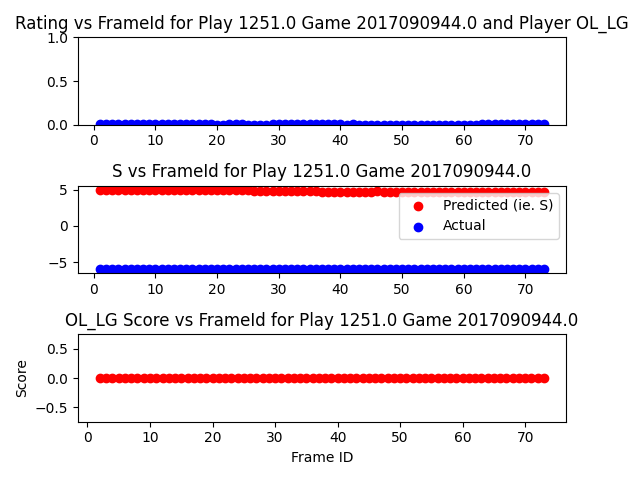 Rating vs FrameId for Play 1251.0 Game 2017090944.0 and Player OL_LG
1.0
0.5
0.0
0 10 20 30 40 50 60 70
S vs FrameId for Play 1251.0 Game 2017090944.0
5
0
−5
Predicted (ie. S)
Actual
0 10 20 30 40 50 60 70
OL_LG Score vs FrameId for Play 1251.0 Game 2017090944.0
Score
0.5
0.0
−0.5
0 10 20 30 40 50 60 70
Frame ID